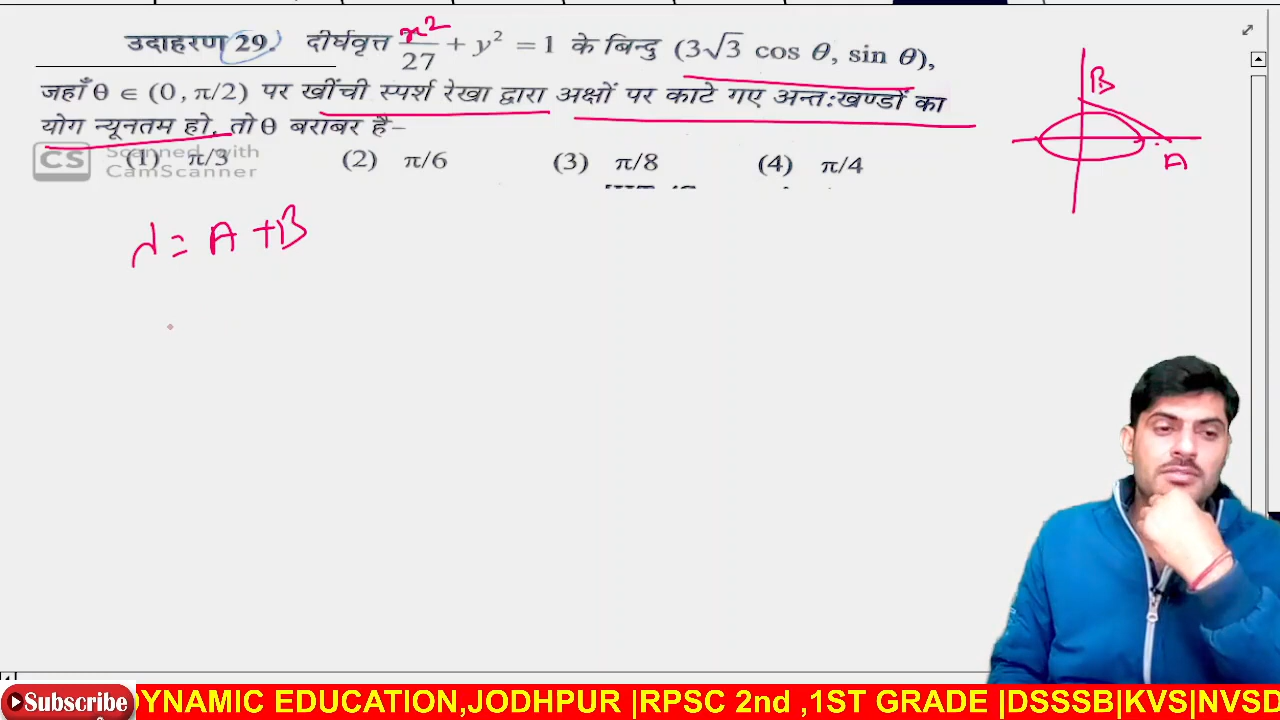 उदाहरण 29. दीर्घवृत्त x²/27 + y² = 1 के बिन्दु (3√3 cos θ, sin θ),
जहाँ θ ∈ (0, π/2) पर खींची स्पर्श रेखा द्वारा अक्षों पर काटे गए अन्त:खण्डों का
योग न्यूनतम हो, तो θ बराबर है–
(1) π/3 (2) π/6 (3) π/8 (4) π/4
CS Scanned with CamScanner
B
A
= A + B
Subscribe
YNAMIC EDUCATION,JODHPUR |RPSC 2nd ,1ST GRADE |DSSSB|KVS|NVSD